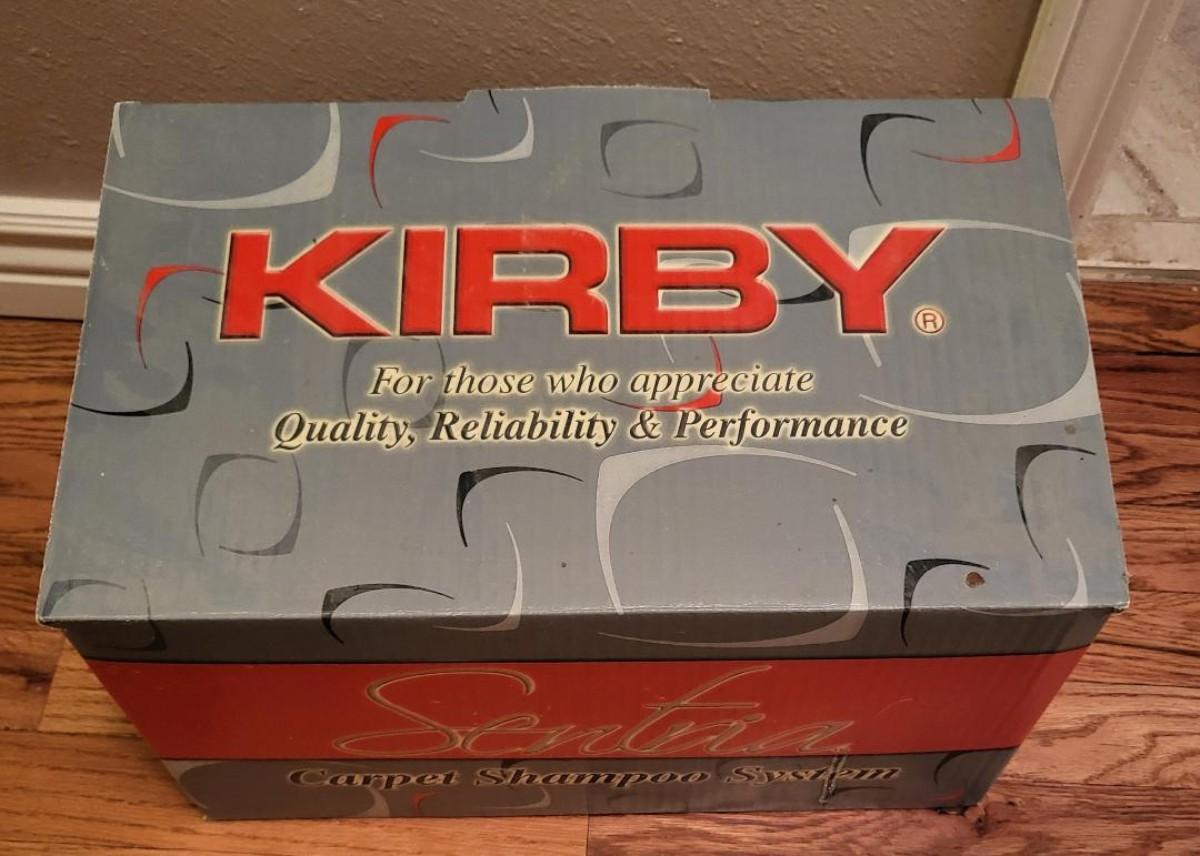 KIRBY®
For those who appreciate
Quality, Reliability & Performance
Sentria
Carpet Shampoo System